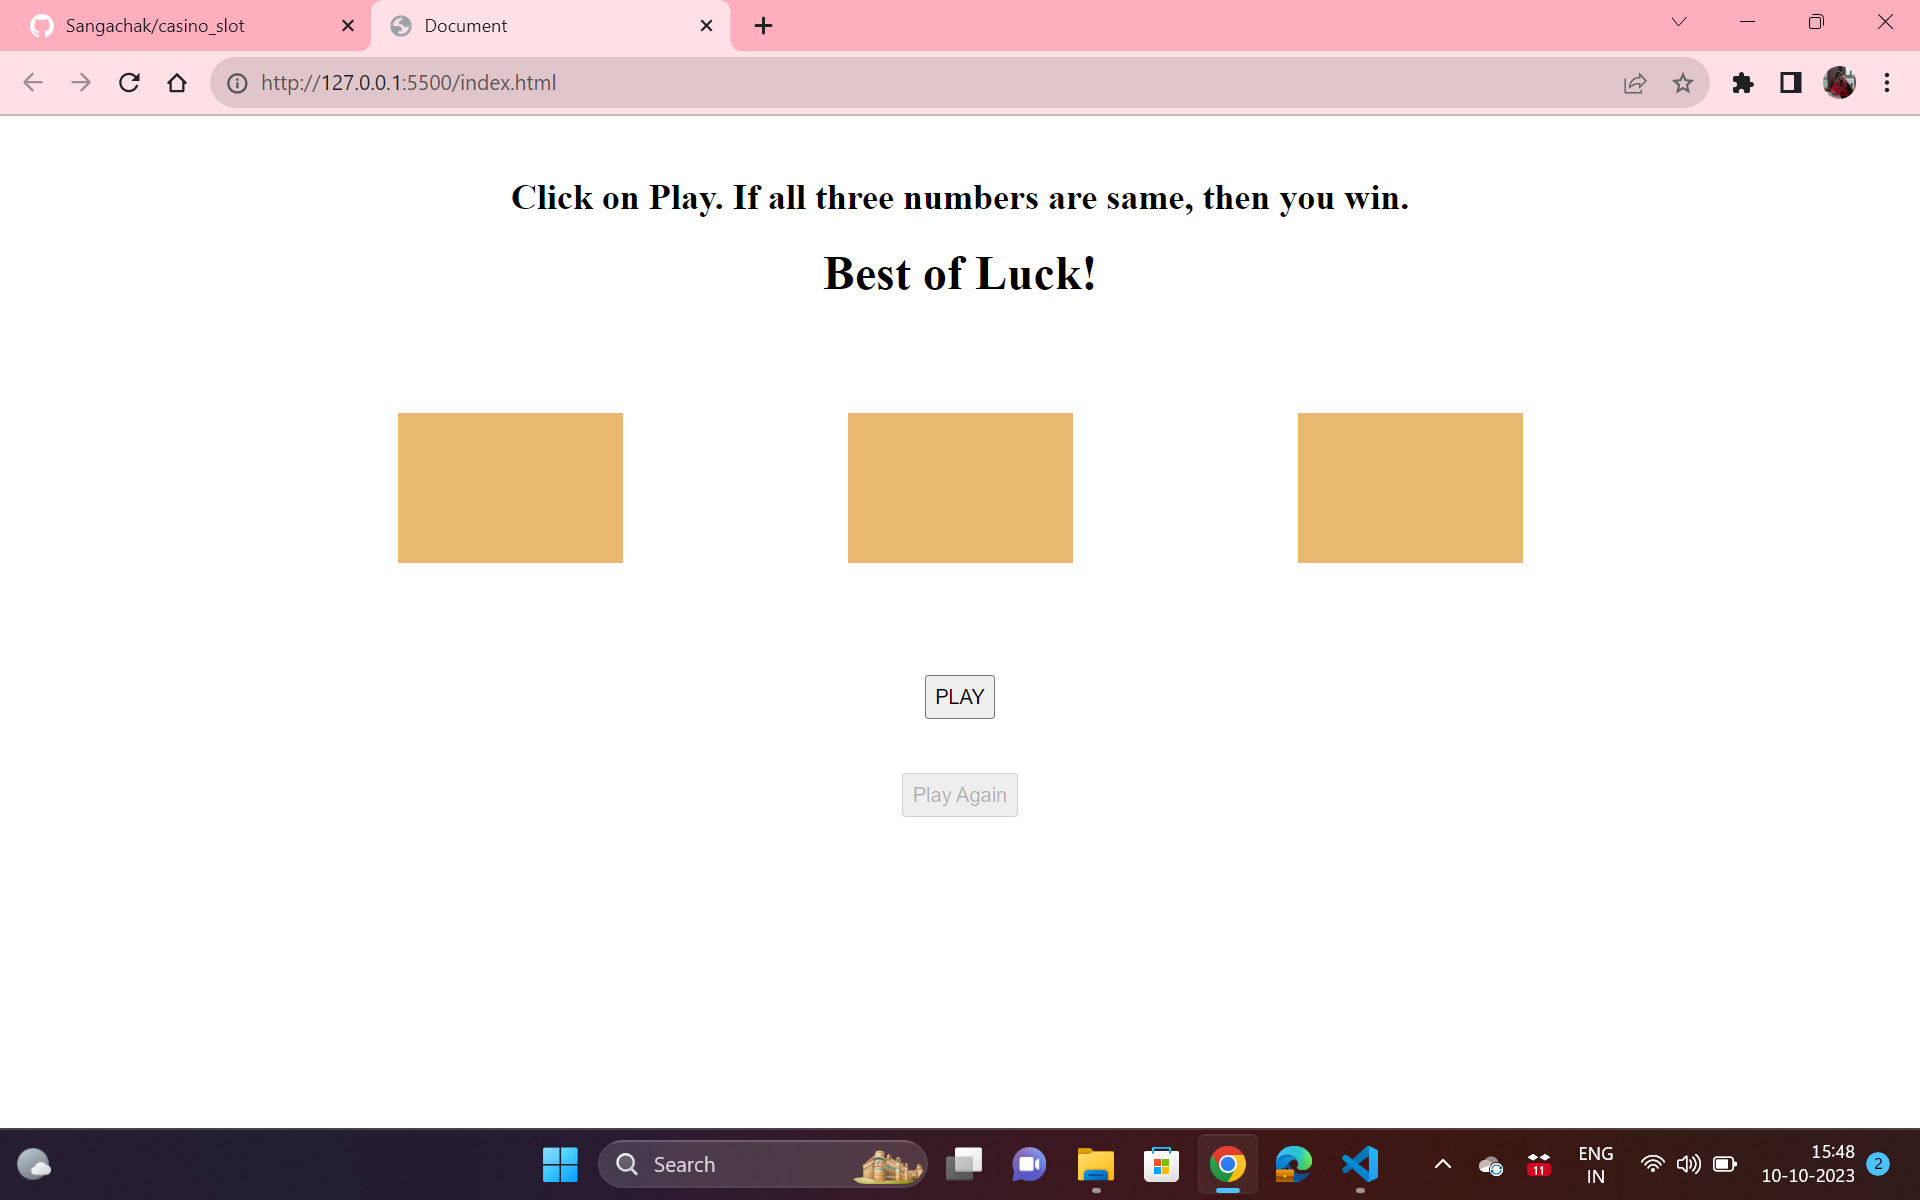 Sangachak/casino_slot
Document
http://127.0.0.1:5500/index.html
Click on Play. If all three numbers are same, then you win.
Best of Luck!
PLAY
Play Again
Search
11
ENG
IN
15:48
10-10-2023
2